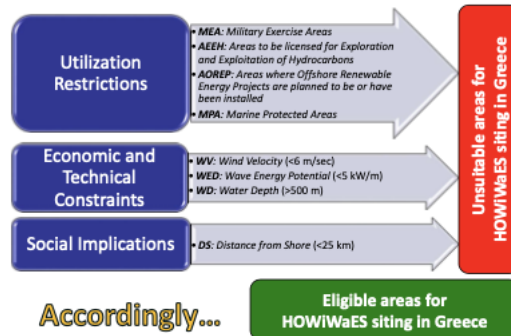 Utilization
Restrictions
• MEA: Military Exercise Areas
• AEEH: Areas to be licensed for Exploration
and Exploitation of Hydrocarbons
• AOREP: Areas where Offshore Renewable
Energy Projects are planned to be or have
been installed
• MPA: Marine Protected Areas
Economic and
Technical
Constraints
• WV: Wind Velocity (<6 m/sec)
• WED: Wave Energy Potential (<5 kW/m)
• WD: Water Depth (>500 m)
Social Implications
• DS: Distance from Shore (<25 km)
Unsuitable areas for
HOWiWaES siting in Greece
Accordingly...
Eligible areas for
HOWiWaES siting in Greece